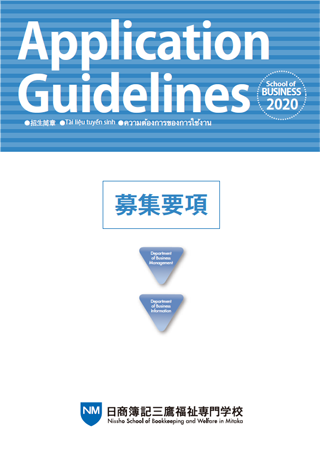 Application
Guidelines
School of
BUSINESS
2020
●招生簡章 ●Tài liệu tuyển sinh ●ความต้องการของการใช้งาน
募集要項
Department
of Business
Management
Department
of Business
Information
NM 日商簿記三鷹福祉専門学校
Nissho School of Bookkeeping and Welfare in Mitaka